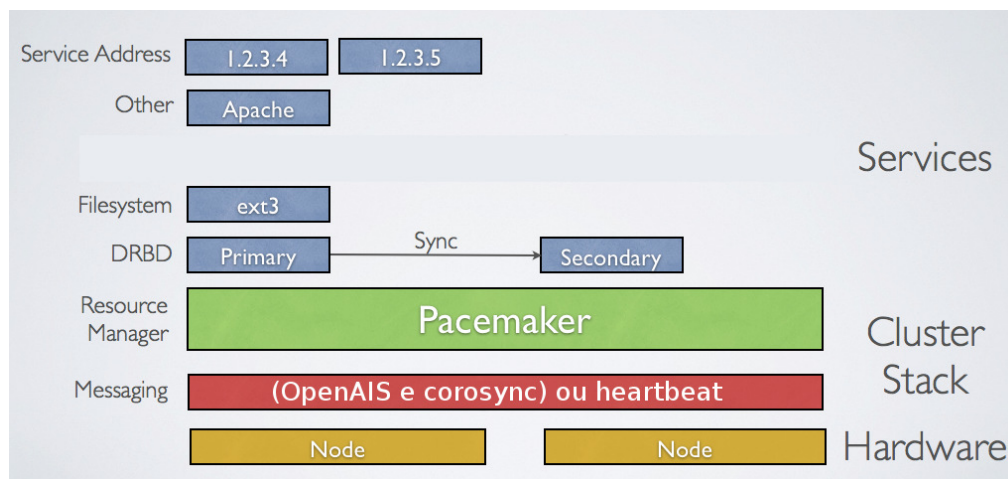 Service Address 1.2.3.4 1.2.3.5
Other Apache
Services
Filesystem ext3
DRBD Primary Sync Secondary
Resource
Manager
Pacemaker
Cluster
Stack
Messaging (OpenAIS e corosync) ou heartbeat
Node Node Hardware